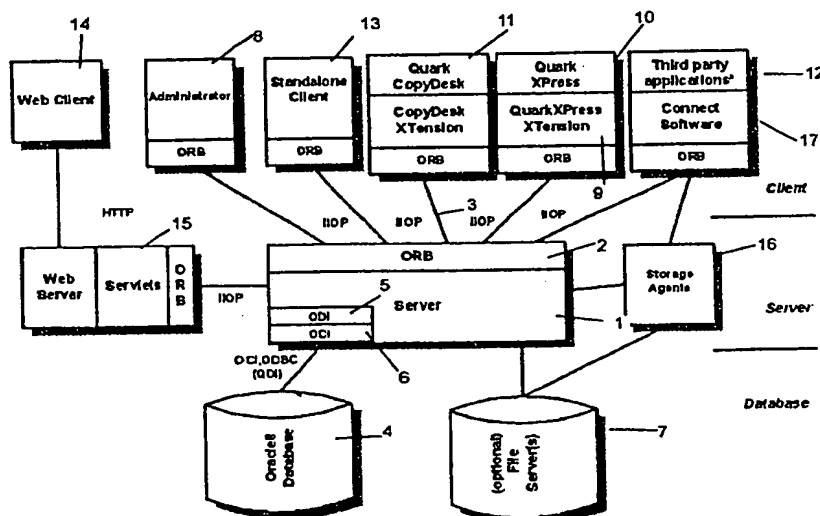 14
8
13
11
10
Web Client
Administrator
ORB
Standalone
Client
ORB
Quark
CopyDesk
CopyDesk
XTension
ORB
Quark
XPress
QuarkXPress
XTension
ORB
9
Third party
applications
Connect
Software
ORB
12
17
Client
HTTP
IIOP
IIOP
3
IIOP
IIOP
15
Web
Server
Servlets
ORB
IIOP
ORB
2
Server
5
ODI
OCI
1
6
16
Storage
Agents
Server
OCI,ODBC
(QDI)
Database
Oracle8
Database
4
(optional)
File
Server(s)
7